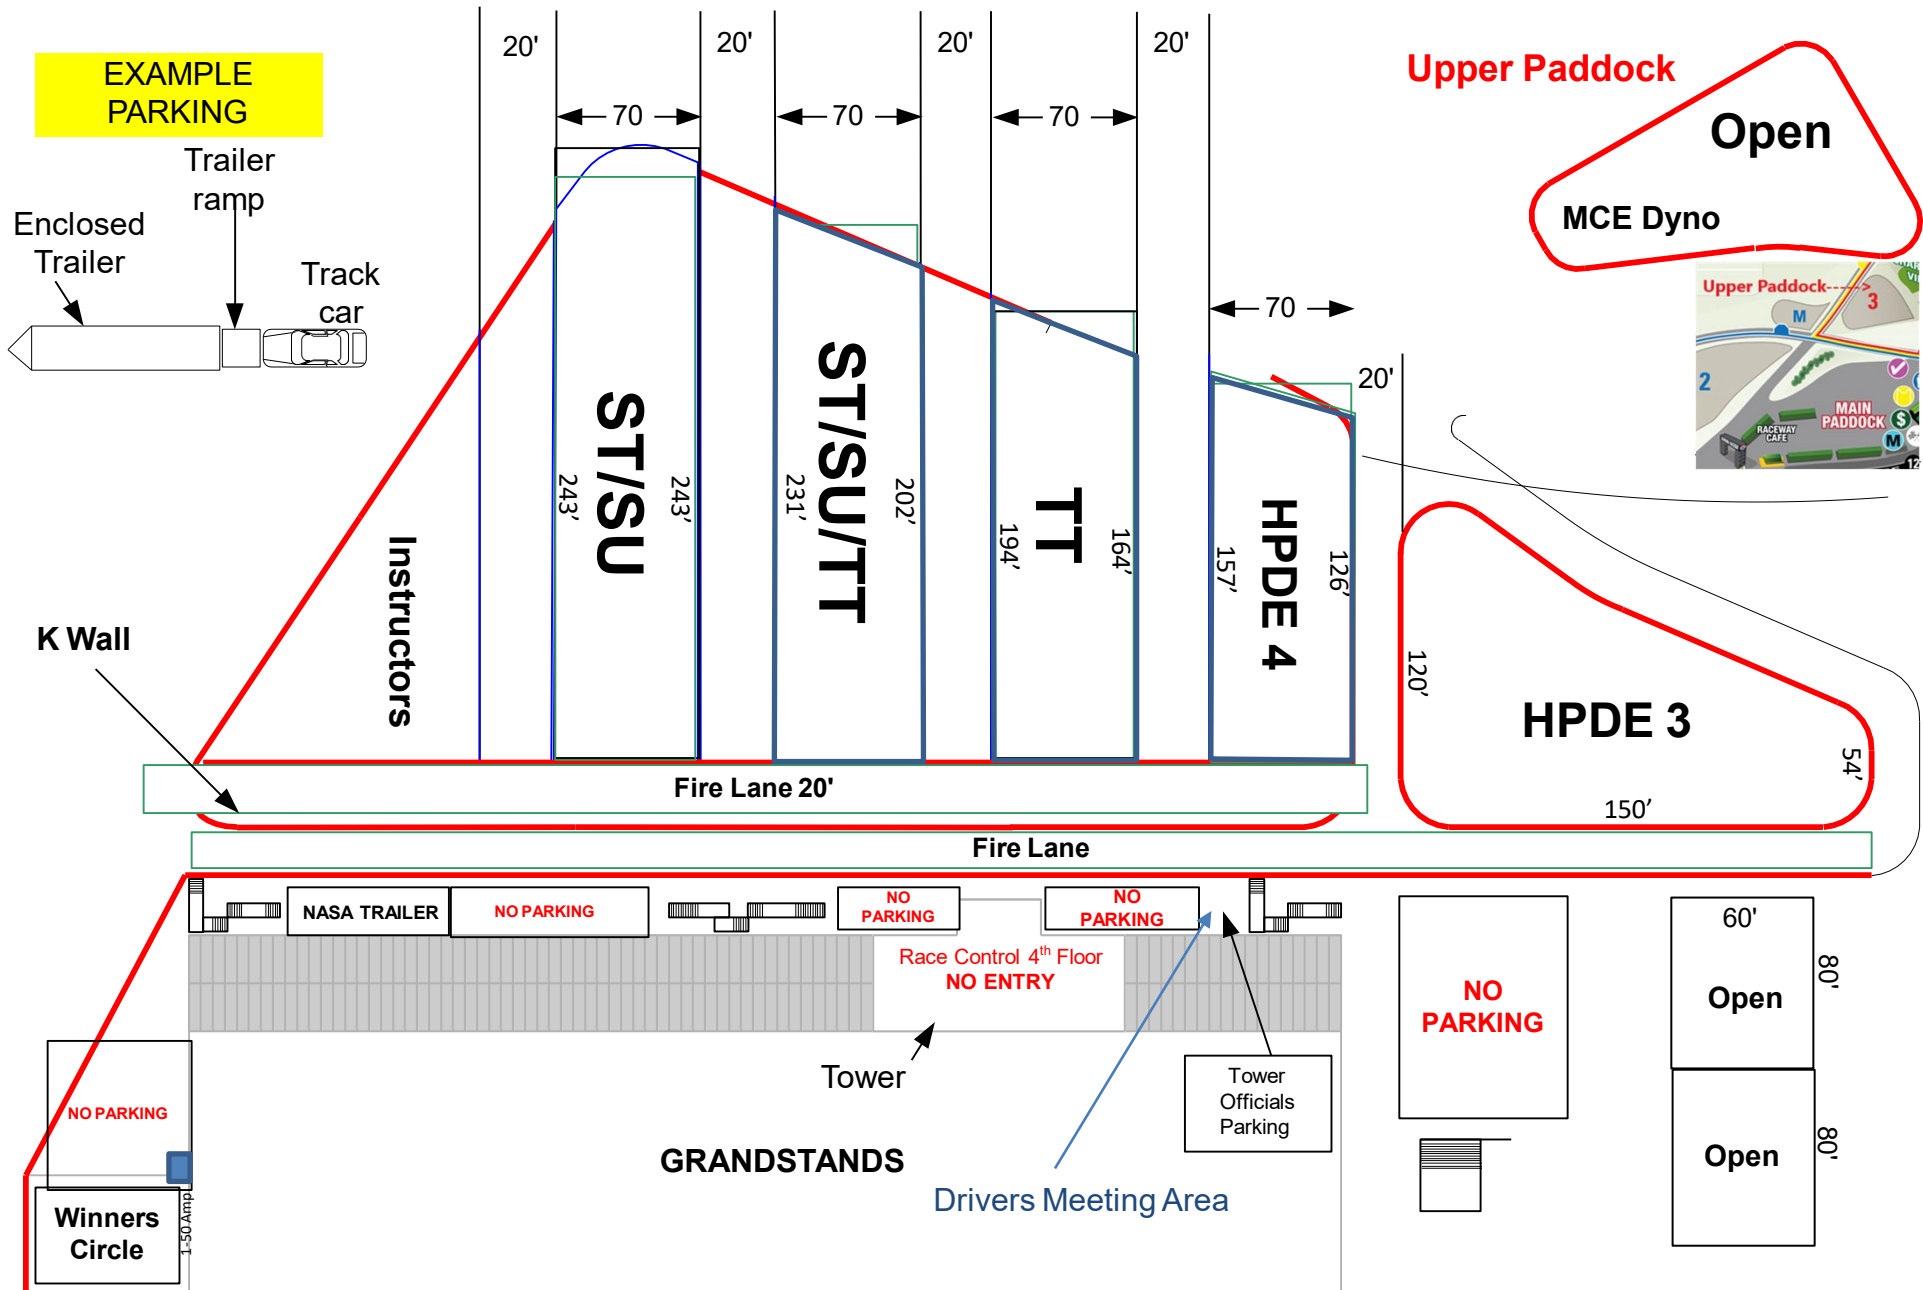 20'
20'
20'
20'
EXAMPLE
PARKING
Upper Paddock
70
70
70
Open
MCE Dyno
Trailer
ramp
Enclosed
Trailer
Track
car
Upper Paddock----->
3
M
2
MAIN
PADDOCK
RACEWAY
CAFE
$
M
70
20'
Instructors
243’
ST/SU
243’
231’
ST/SU/TT
202’
194’
TT
164’
157’
HPDE 4
126’
120’
HPDE 3
54’
150’
K Wall
Fire Lane 20'
Fire Lane
NASA TRAILER
NO PARKING
NO
PARKING
NO
PARKING
Race Control 4th Floor
NO ENTRY
Tower
Tower
Officials
Parking
GRANDSTANDS
Drivers Meeting Area
NO
PARKING
60'
80'
Open
80'
Open
NO PARKING
1-50 Amp
Winners
Circle